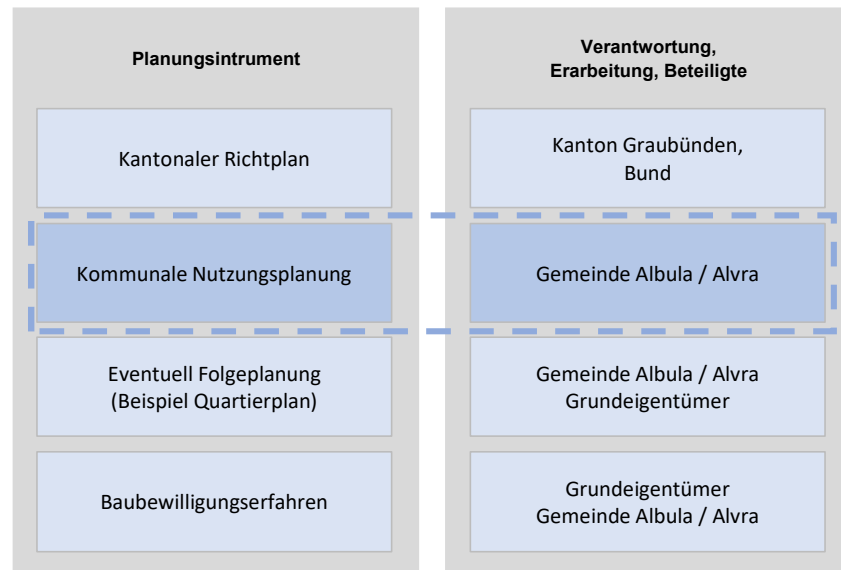 Planungsintrument
Verantwortung,
Erarbeitung, Beteiligte
Kantonaler Richtplan
Kanton Graubünden,
Bund
Kommunale Nutzungsplanung
Gemeinde Albula / Alvra
Eventuell Folgeplanung
(Beispiel Quartierplan)
Gemeinde Albula / Alvra
Grundeigentümer
Baubewilligungserfahren
Grundeigentümer
Gemeinde Albula / Alvra